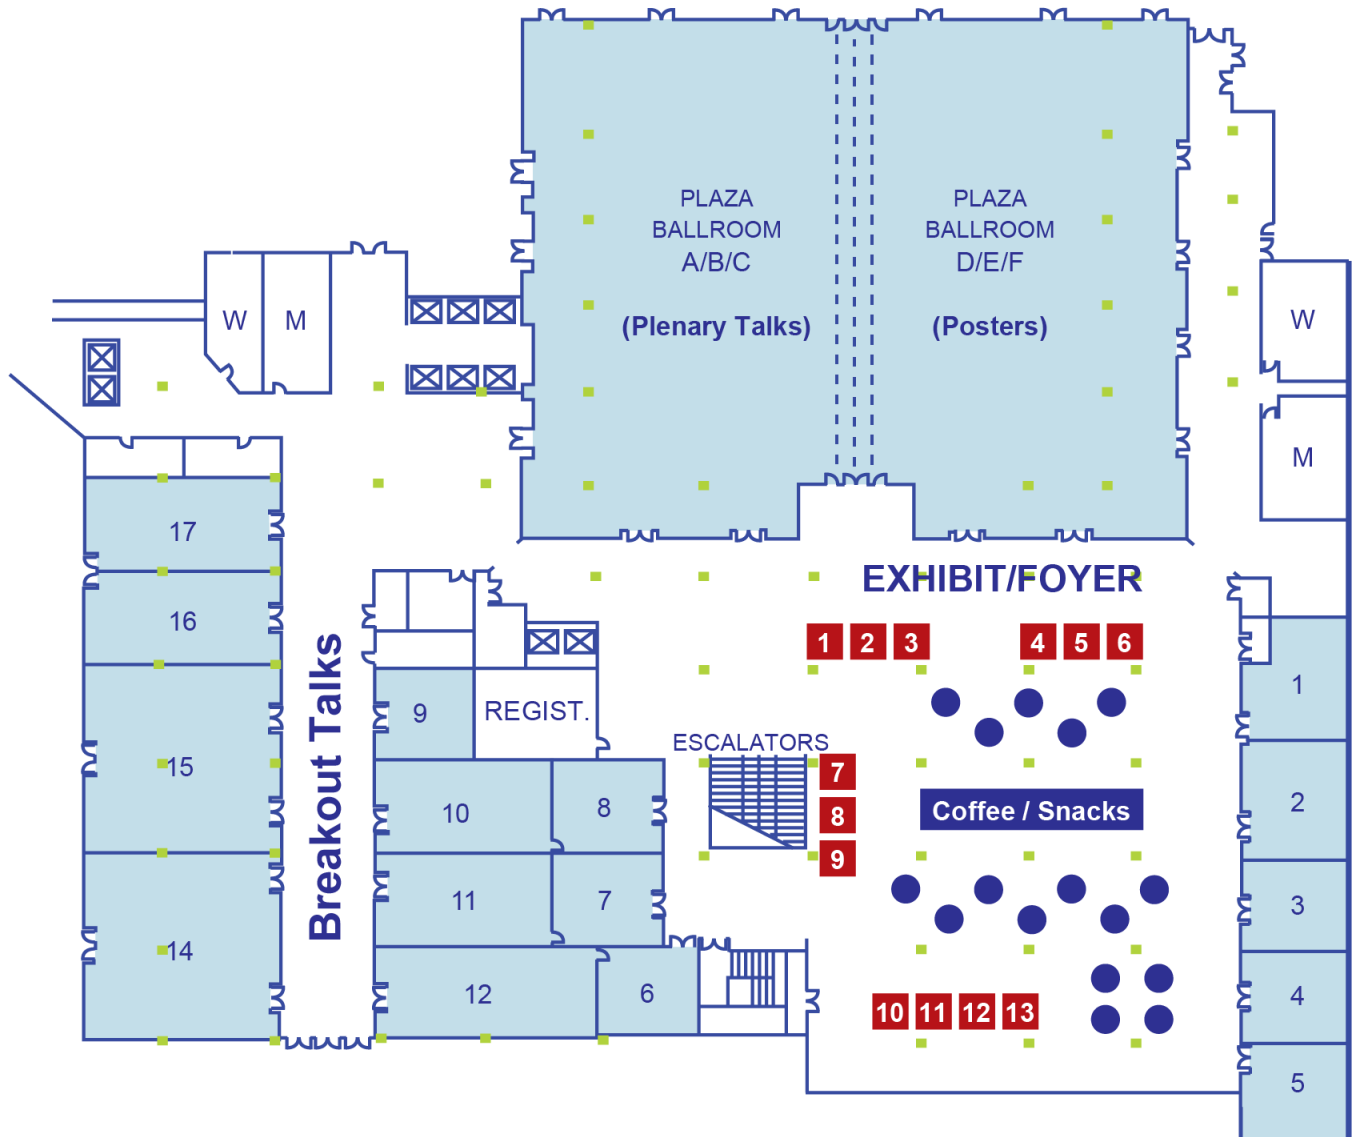 PLAZA
BALLROOM
A/B/C
(Plenary Talks)
PLAZA
BALLROOM
D/E/F
(Posters)
W
M
W
M
17
16
15
14
Breakout Talks
9
REGIST.
10
8
11
7
12
6
ESCALATORS
EXHIBIT/FOYER
1
2
3
4
5
6
7
8
9
Coffee / Snacks
10
11
12
13
1
2
3
4
5